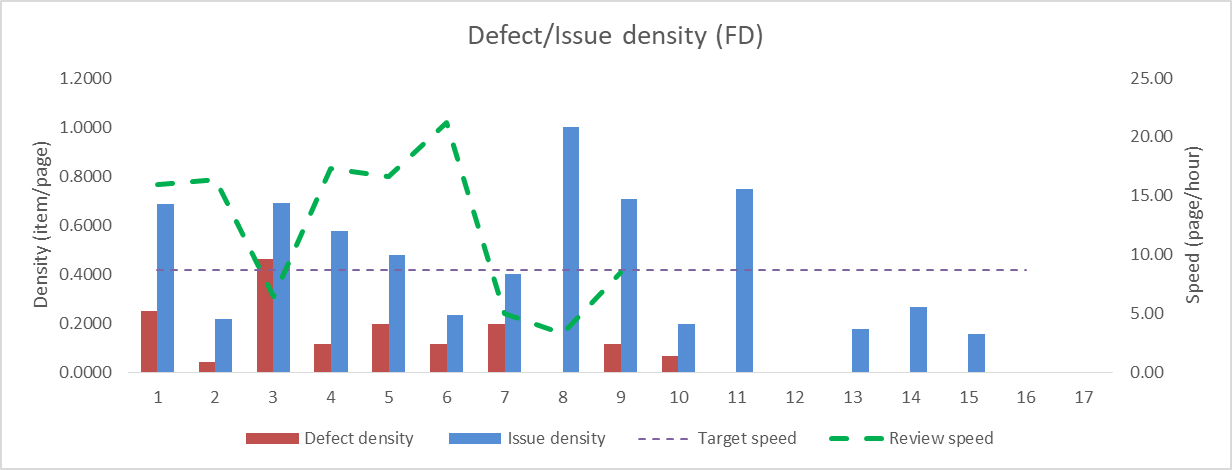 Defect/Issue density (FD)
1.2000
1.0000
0.8000
0.6000
0.4000
0.2000
0.0000
Density (item/page)
25.00
20.00
15.00
10.00
5.00
0.00
Speed (page/hour)
1 2 3 4 5 6 7 8 9 10 11 12 13 14 15 16 17
Defect density Issue density Target speed Review speed